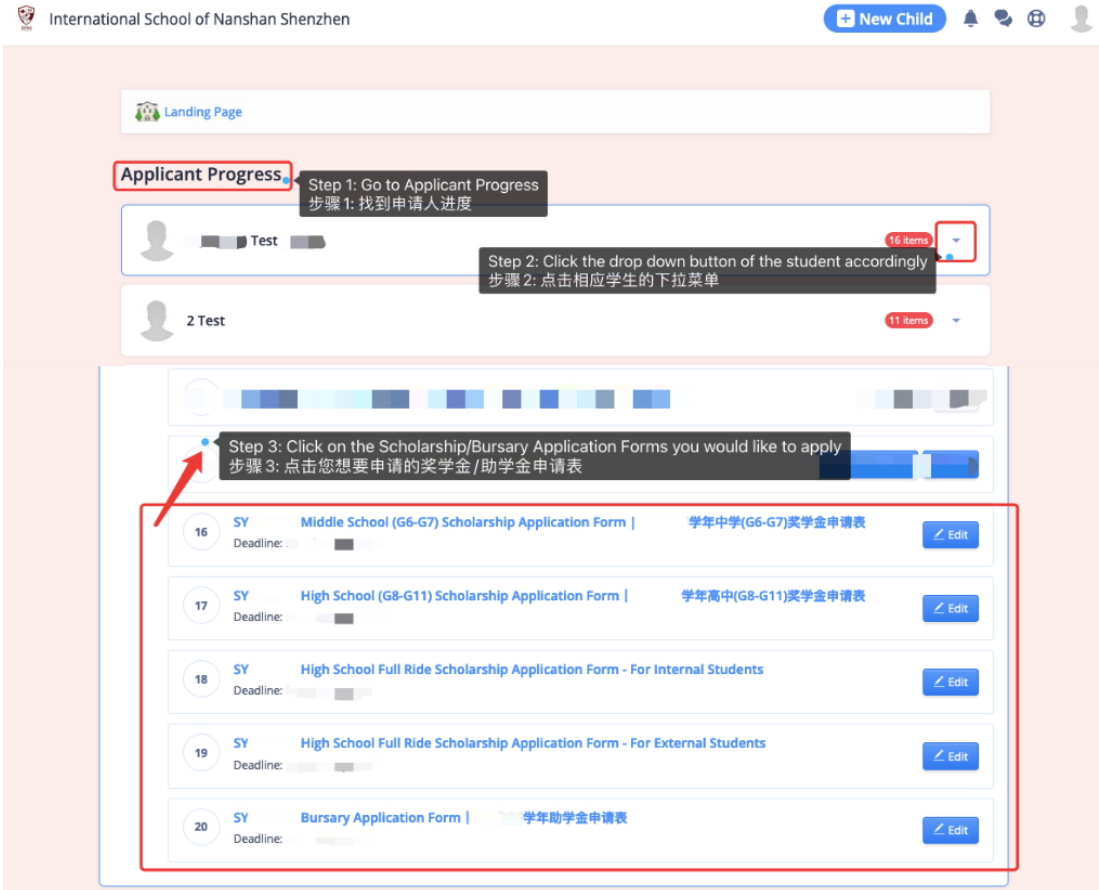 International School of Nanshan Shenzhen
New Child
Landing Page
Applicant Progress
Step 1: Go to Applicant Progress
步骤1: 找到申请人进度
Test
16 items
Step 2: Click the drop down button of the student accordingly
步骤2: 点击相应学生的下拉菜单
2 Test
11 items
Step 3: Click on the Scholarship/Bursary Application Forms you would like to apply
步骤3: 点击您想要申请的奖学金/助学金申请表
16
SY Middle School (G6-G7) Scholarship Application Form | 学年中学(G6-G7)奖学金申请表
Deadline:
Edit
17
SY High School (G8-G11) Scholarship Application Form | 学年高中(G8-G11)奖学金申请表
Deadline:
Edit
18
SY High School Full Ride Scholarship Application Form - For Internal Students
Deadline:
Edit
19
SY High School Full Ride Scholarship Application Form - For External Students
Deadline:
Edit
20
SY Bursary Application Form | 学年助学金申请表
Deadline:
Edit